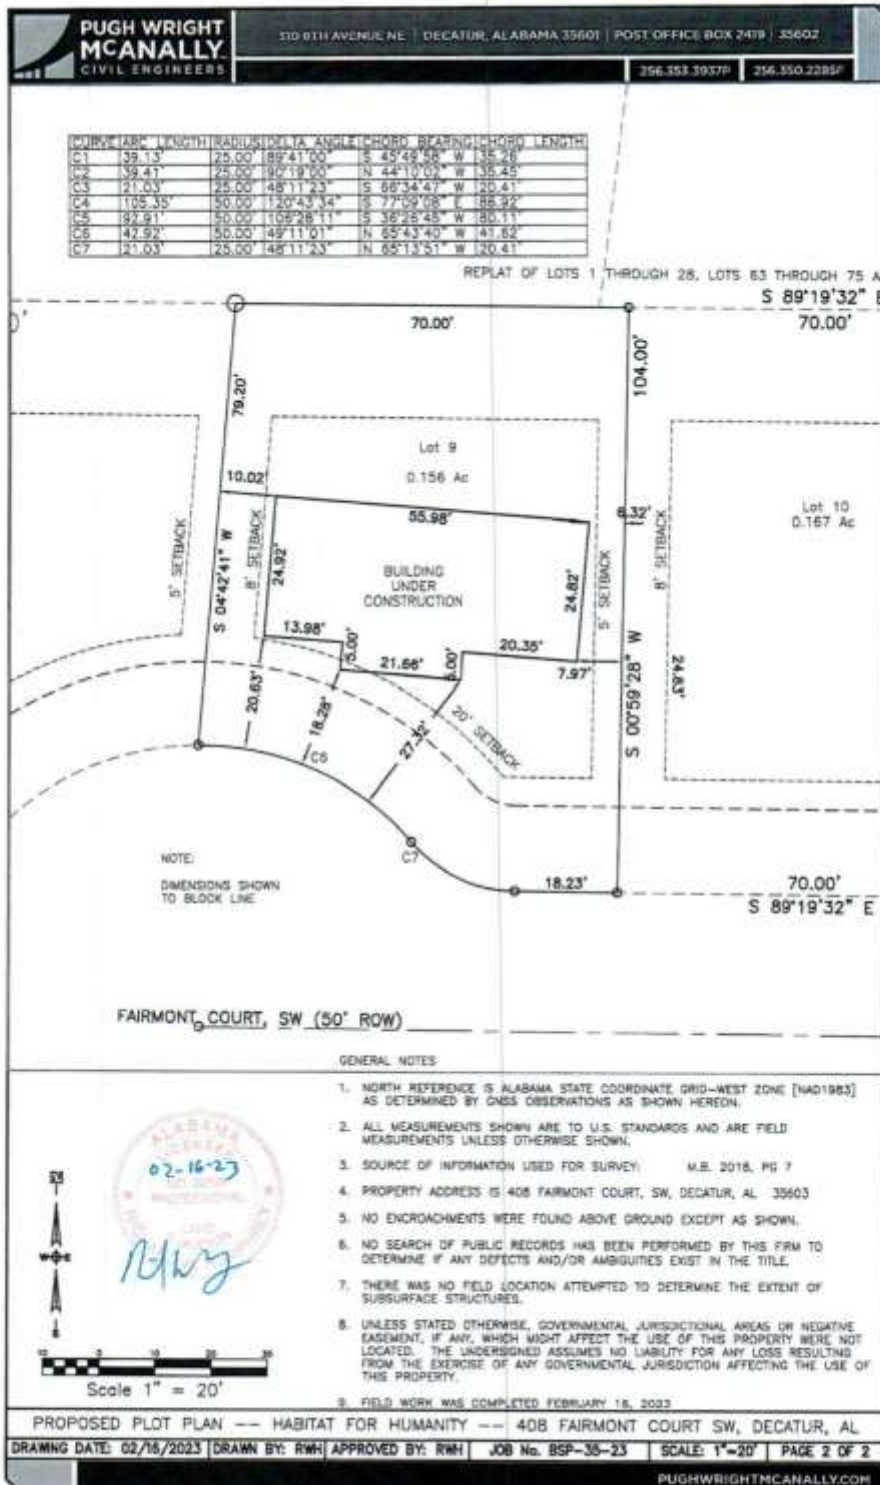 PUGH WRIGHT
MCANALLY
CIVIL ENGINEERS
310 8TH AVENUE NE | DECATUR, ALABAMA 35601 | POST OFFICE BOX 2419 | 35602
256.353.3937P | 256.350.2285F
CURVE ARC LENGTH RADIUS DELTA ANGLE CHORD BEARING CHORD LENGTH
C1 39.13' 25.00' 89°41'00" S 45°49'58" W 35.26'
C2 39.41' 25.00' 90°19'00" N 44°10'02" W 35.45'
C3 21.03' 25.00' 48°11'23" S 66°34'47" W 20.41'
C4 105.35' 50.00' 120°43'34" S 77°09'08" E 86.92'
C5 92.91' 50.00' 106°28'11" S 36°26'45" W 80.11'
C6 42.92' 50.00' 49°11'01" N 65°43'40" W 41.62'
C7 21.03' 25.00' 48°11'23" N 65°13'51" W 20.41'
REPLAT OF LOTS 1 THROUGH 28, LOTS 63 THROUGH 75 A
S 89°19'32" E
70.00'
70.00'
79.20'
104.00'
Lot 9
0.156 Ac
10.02'
55.98'
6.32'
Lot 10
0.167 Ac
5' SETBACK
S 04°42'41" W
8' SETBACK
24.92'
BUILDING
UNDER
CONSTRUCTION
24.82'
5' SETBACK
8' SETBACK
13.98'
5.00'
21.66'
5.00'
20.35'
7.97'
S 00°59'28" W
24.63'
20.63'
18.28'
27.32'
20' SETBACK
C6
NOTE:
DIMENSIONS SHOWN
TO BLOCK LINE
C7
18.23'
70.00'
S 89°19'32" E
FAIRMONT COURT, SW (50' ROW)
GENERAL NOTES
1. NORTH REFERENCE IS ALABAMA STATE COORDINATE GRID-WEST ZONE [NAD1983]
AS DETERMINED BY GNSS OBSERVATIONS AS SHOWN HEREON.
2. ALL MEASUREMENTS SHOWN ARE TO U.S. STANDARDS AND ARE FIELD
MEASUREMENTS UNLESS OTHERWISE SHOWN.
3. SOURCE OF INFORMATION USED FOR SURVEY: M.B. 2018, PG 7
4. PROPERTY ADDRESS IS 408 FAIRMONT COURT, SW, DECATUR, AL 35603
5. NO ENCROACHMENTS WERE FOUND ABOVE GROUND EXCEPT AS SHOWN.
6. NO SEARCH OF PUBLIC RECORDS HAS BEEN PERFORMED BY THIS FIRM TO
DETERMINE IF ANY DEFECTS AND/OR AMBIGUITIES EXIST IN THE TITLE.
7. THERE WAS NO FIELD LOCATION ATTEMPTED TO DETERMINE THE EXTENT OF
SUBSURFACE STRUCTURES.
8. UNLESS STATED OTHERWISE, GOVERNMENTAL JURISDICTIONAL AREAS OR NEGATIVE
EASEMENT, IF ANY, WHICH MIGHT AFFECT THE USE OF THIS PROPERTY WERE NOT
LOCATED. THE UNDERSIGNED ASSUMES NO LIABILITY FOR ANY LOSS RESULTING
FROM THE EXERCISE OF ANY GOVERNMENTAL JURISDICTION AFFECTING THE USE OF
THIS PROPERTY.
9. FIELD WORK WAS COMPLETED FEBRUARY 16, 2023
ALABAMA
LICENSED
02-16-23
PROFESSIONAL
LAND
W E
Scale 1" = 20'
PROPOSED PLOT PLAN -- HABITAT FOR HUMANITY -- 408 FAIRMONT COURT SW, DECATUR, AL
DRAWING DATE: 02/16/2023 DRAWN BY: RWH APPROVED BY: RWH JOB No. BSP-35-23 SCALE: 1"=20' PAGE 2 OF 2
PUGHWRIGHTMCANALLY.COM